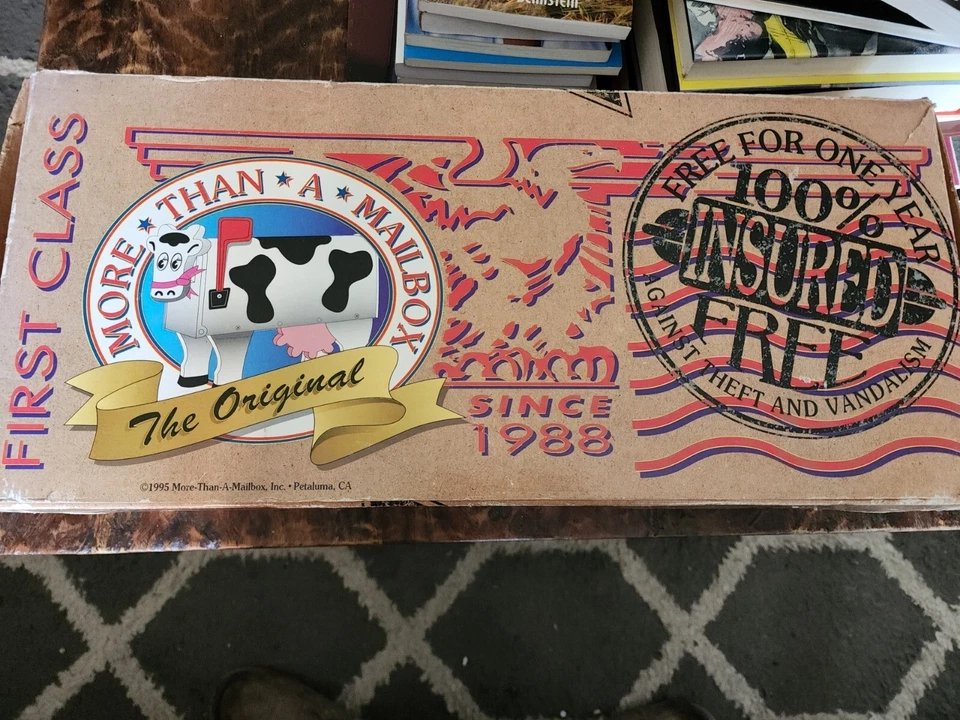 FIRST CLASS
MORE ★ THAN ★ A ★ MAILBOX
The Original
©1995 More-Than-A-Mailbox, Inc. • Petaluma, CA
SINCE
1988
FREE FOR ONE YEAR
100%
INSURED
FREE
AGAINST THEFT AND VANDALISM